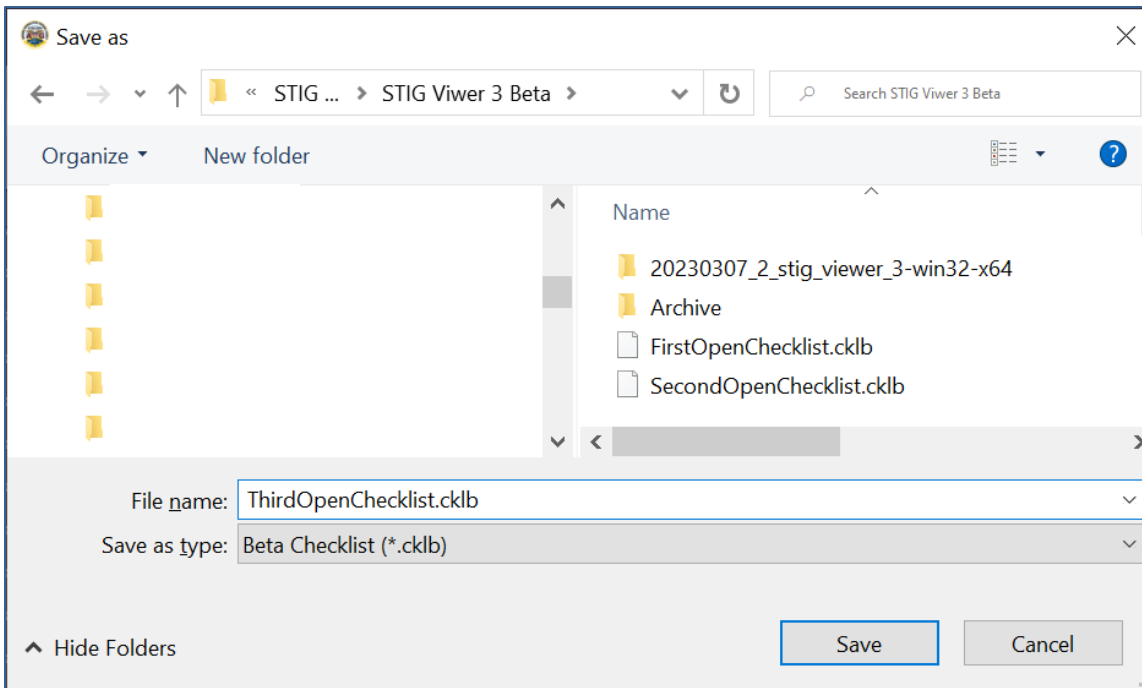 Save as
« STIG ... > STIG Viwer 3 Beta >
Search STIG Viwer 3 Beta
Organize
New folder
?
Name
20230307_2_stig_viewer_3-win32-x64
Archive
FirstOpenChecklist.cklb
SecondOpenChecklist.cklb
File name: ThirdOpenChecklist.cklb
Save as type: Beta Checklist (*.cklb)
Hide Folders
Save
Cancel